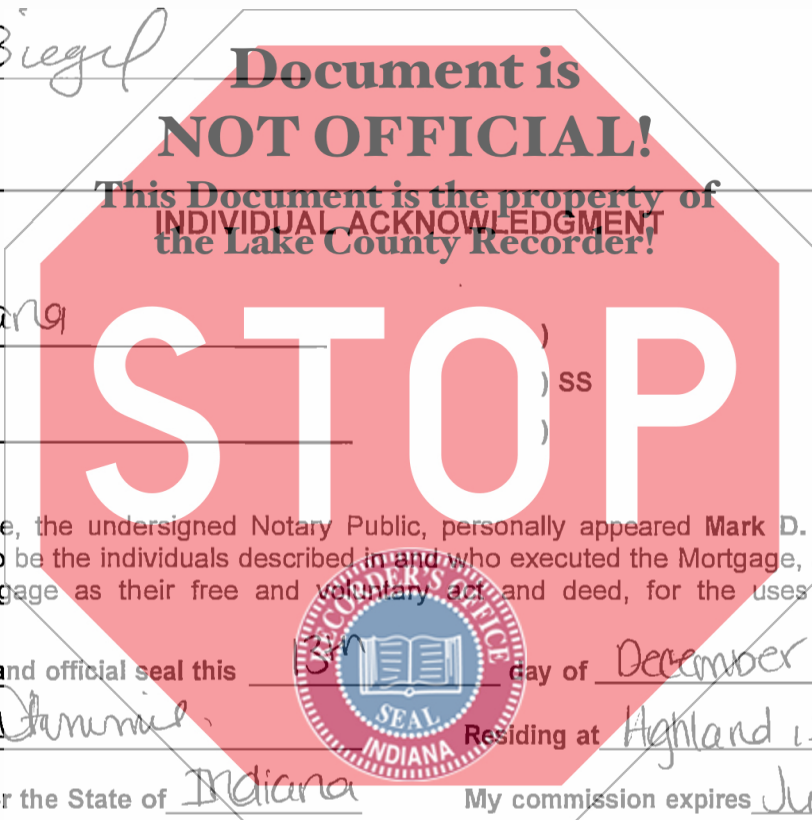 Siegel
Document is
NOT OFFICIAL!
This Document is the property of
INDIVIDUAL ACKNOWLEDGMENT
the Lake County Recorder!
ana )
STOP
) SS
)
e, the undersigned Notary Public, personally appeared Mark D.
be the individuals described in and who executed the Mortgage,
gage as their free and voluntary act and deed, for the uses
RECORDER'S OFFICE
SEAL
INDIANA
and official seal this 13th day of December
Residing at Highland
r the State of Indiana My commission expires Ju